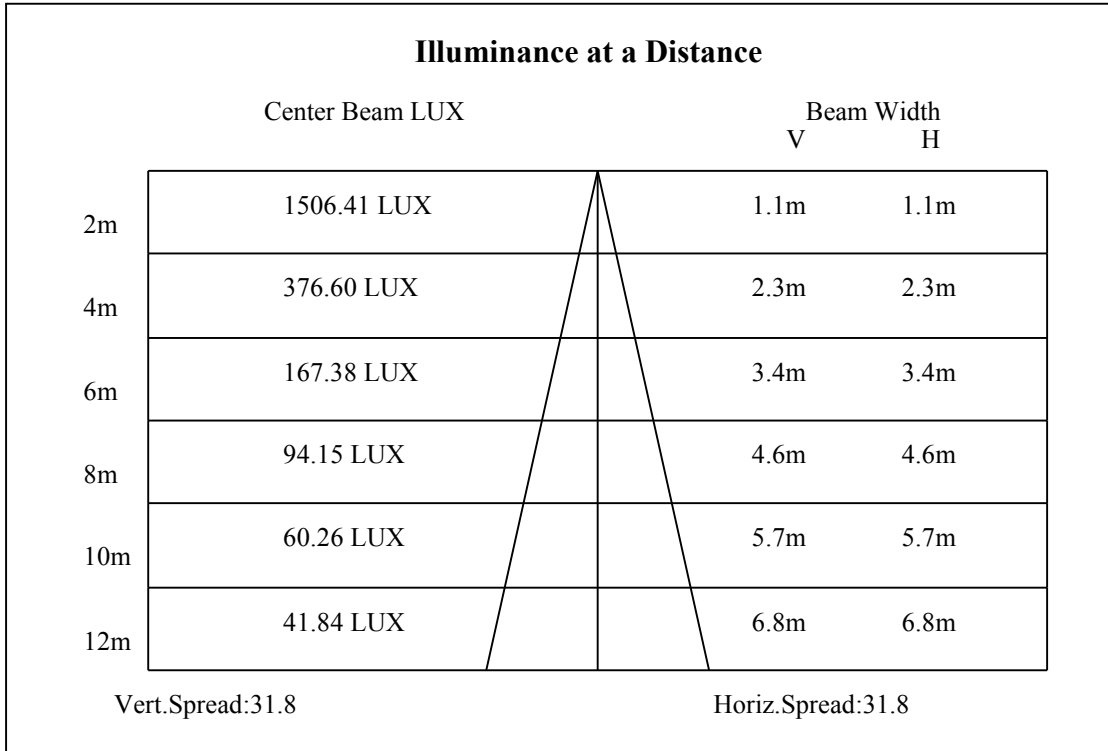 Illuminance at a Distance
Center Beam LUX Beam Width
V H
2m 1506.41 LUX 1.1m 1.1m
4m 376.60 LUX 2.3m 2.3m
6m 167.38 LUX 3.4m 3.4m
8m 94.15 LUX 4.6m 4.6m
10m 60.26 LUX 5.7m 5.7m
12m 41.84 LUX 6.8m 6.8m
Vert.Spread:31.8 Horiz.Spread:31.8